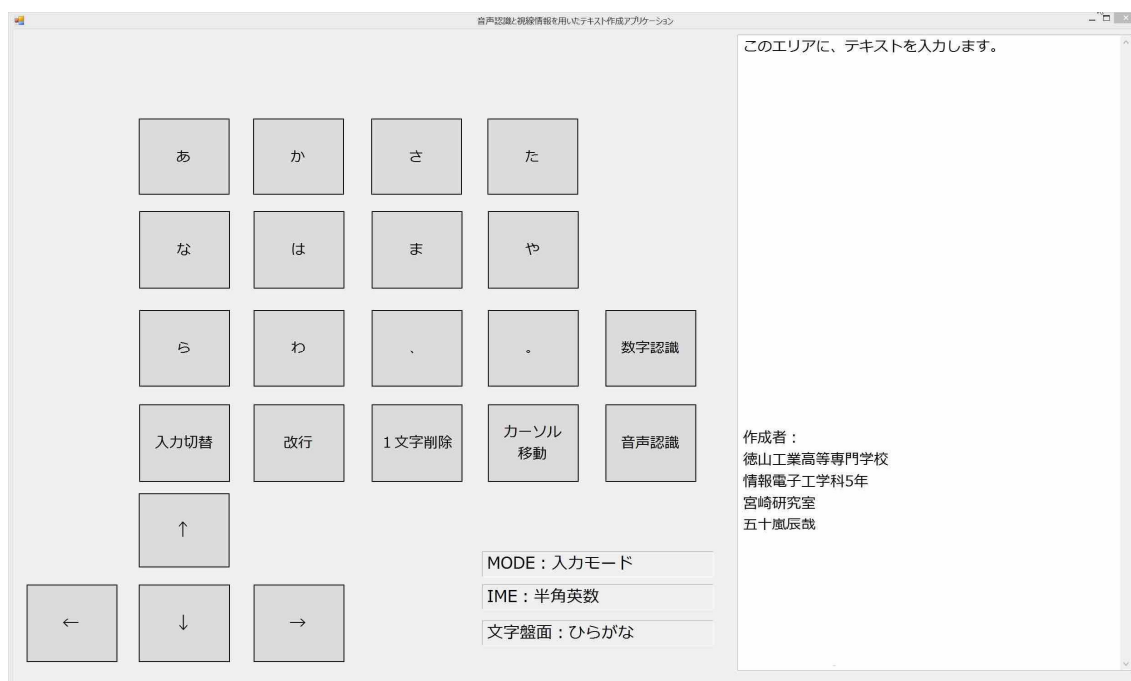 音声認識と視線情報を用いたテキスト作成アプリケーション
このエリアに、テキストを入力します。
あ
か
さ
た
な
は
ま
や
ら
わ
、
。
数字認識
入力切替
改行
1文字削除
カーソル
移動
音声認識
↑
←
↓
→
MODE：入力モード
IME：半角英数
文字盤面：ひらがな
作成者：
徳山工業高等専門学校
情報電子工学科5年
宮崎研究室
五十嵐辰哉